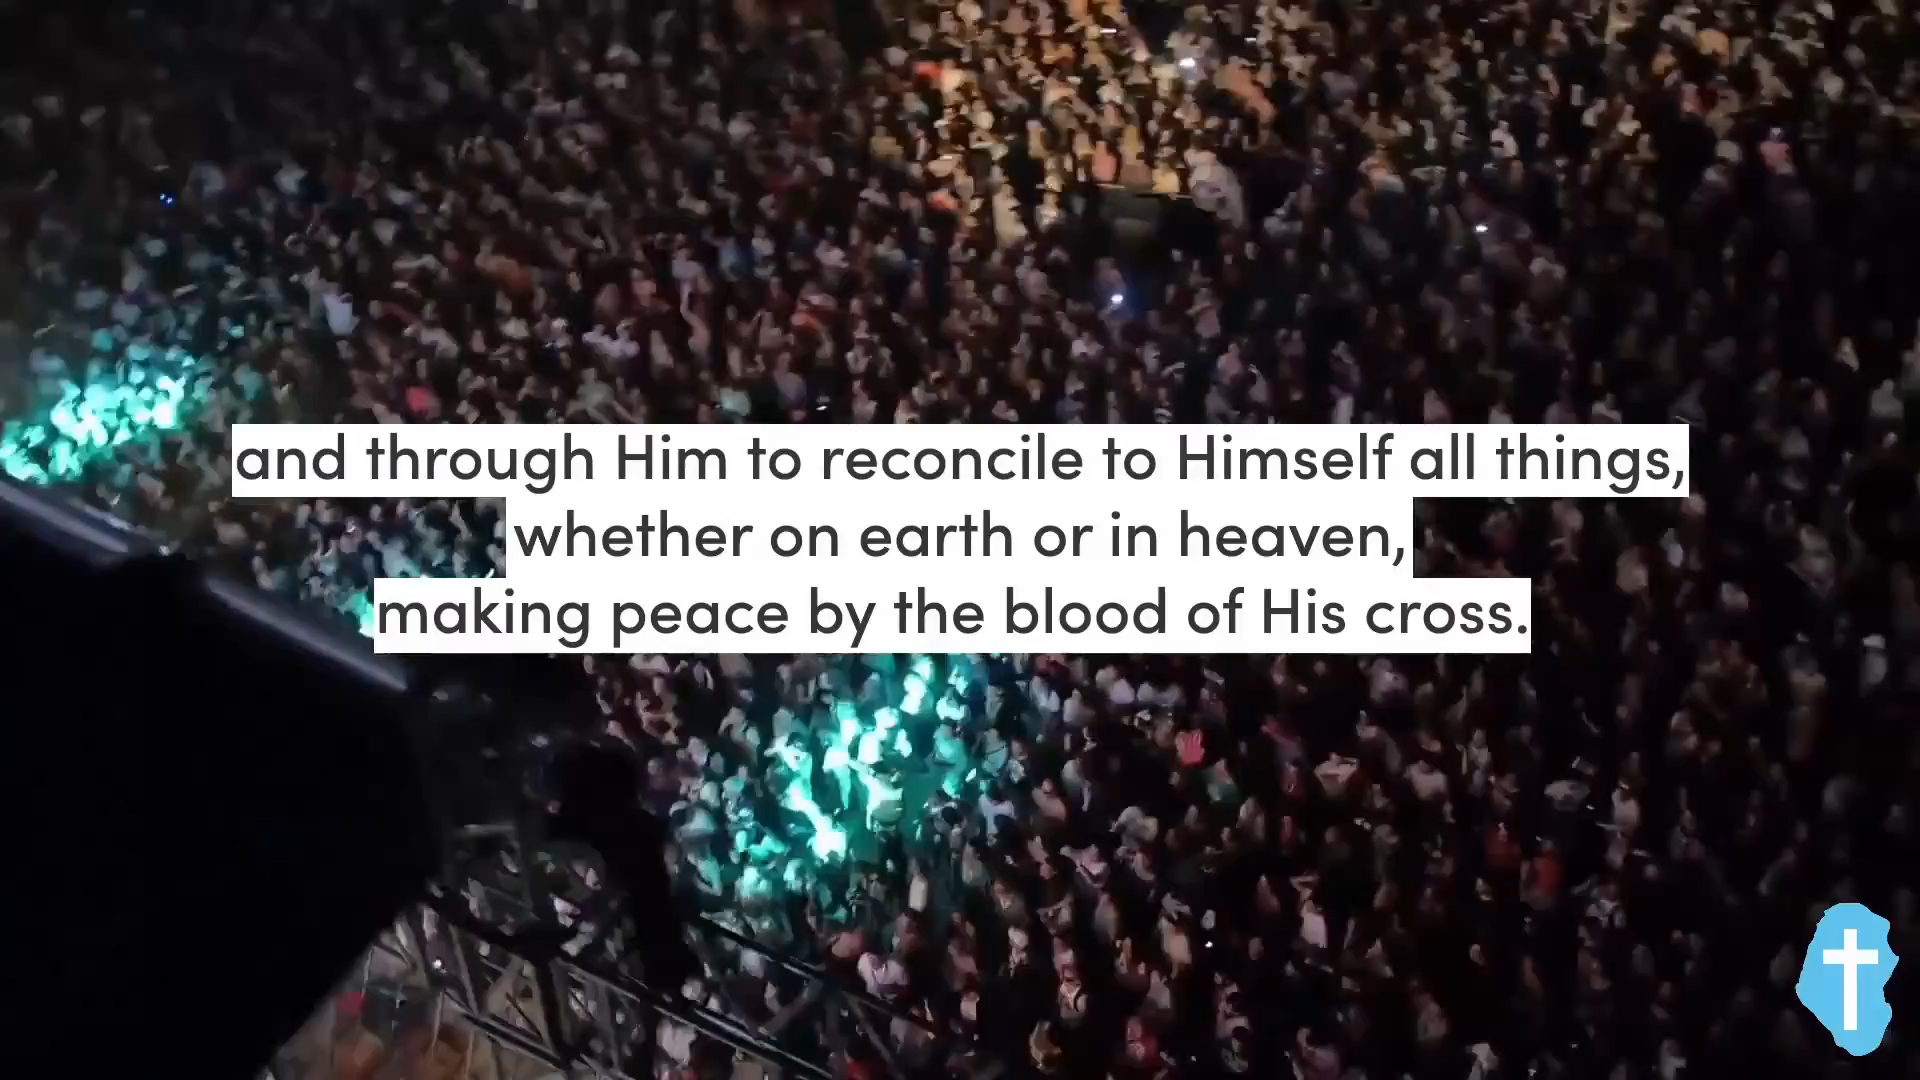 and through Him to reconcile to Himself all things,
whether on earth or in heaven,
making peace by the blood of His cross.